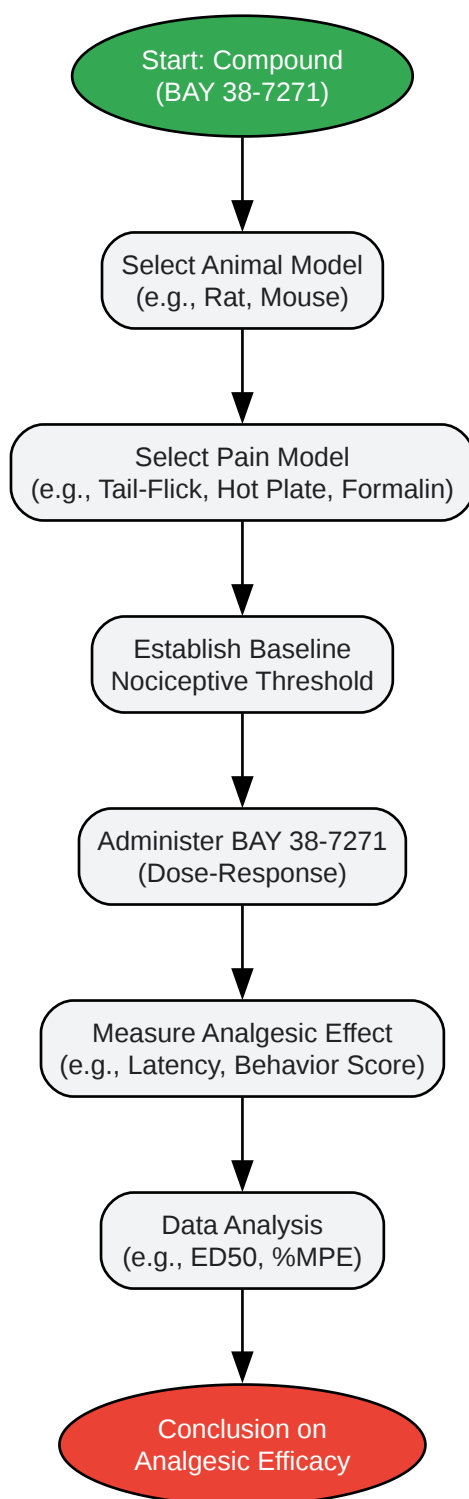 Start: Compound
(BAY 38-7271)
Select Animal Model
(e.g., Rat, Mouse)
Select Pain Model
(e.g., Tail-Flick, Hot Plate, Formalin)
Establish Baseline
Nociceptive Threshold
Administer BAY 38-7271
(Dose-Response)
Measure Analgesic Effect
(e.g., Latency, Behavior Score)
Data Analysis
(e.g., ED50, %MPE)
Conclusion on
Analgesic Efficacy